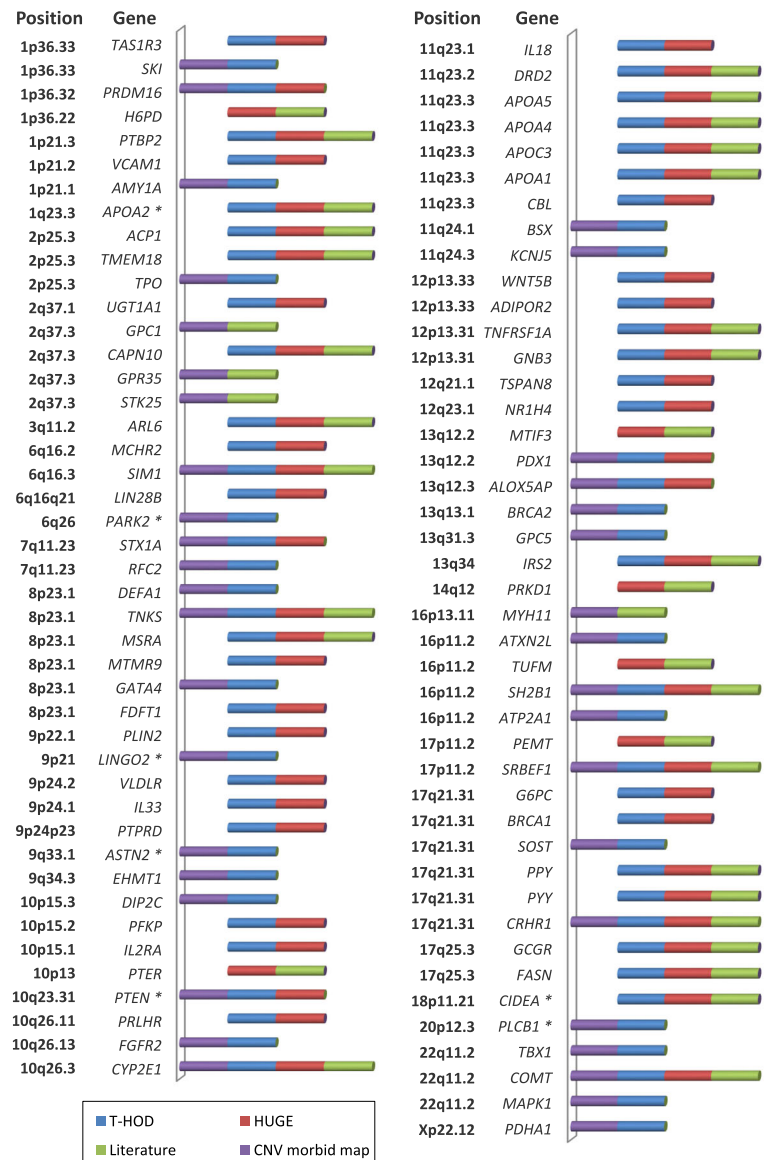 Position Gene
1p36.33 TAS1R3
1p36.33 SKI
1p36.32 PRDM16
1p36.22 H6PD
1p21.3 PTBP2
1p21.2 VCAM1
1p21.1 AMY1A
1q23.3 APOA2 *
2p25.3 ACP1
2p25.3 TMEM18
2p25.3 TPO
2q37.1 UGT1A1
2q37.3 GPC1
2q37.3 CAPN10
2q37.3 GPR35
2q37.3 STK25
3q11.2 ARL6
6q16.2 MCHR2
6q16.3 SIM1
6q16q21 LIN28B
6q26 PARK2 *
7q11.23 STX1A
7q11.23 RFC2
8p23.1 DEFA1
8p23.1 TNKS
8p23.1 MSRA
8p23.1 MTMR9
8p23.1 GATA4
8p23.1 FDFT1
9p22.1 PLIN2
9p21 LINGO2 *
9p24.2 VLDLR
9p24.1 IL33
9p24p23 PTPRD
9q33.1 ASTN2 *
9q34.3 EHMT1
10p15.3 DIP2C
10p15.2 PFKP
10p15.1 IL2RA
10p13 PTER
10q23.31 PTEN *
10q26.11 PRLHR
10q26.13 FGFR2
10q26.3 CYP2E1
Position Gene
11q23.1 IL18
11q23.2 DRD2
11q23.3 APOA5
11q23.3 APOA4
11q23.3 APOC3
11q23.3 APOA1
11q23.3 CBL
11q24.1 BSX
11q24.3 KCNJ5
12p13.33 WNT5B
12p13.33 ADIPOR2
12p13.31 TNFRSF1A
12p13.31 GNB3
12q21.1 TSPAN8
12q23.1 NR1H4
13q12.2 MTIF3
13q12.2 PDX1
13q12.3 ALOX5AP
13q13.1 BRCA2
13q31.3 GPC5
13q34 IRS2
14q12 PRKD1
16p13.11 MYH11
16p11.2 ATXN2L
16p11.2 TUFM
16p11.2 SH2B1
16p11.2 ATP2A1
17p11.2 PEMT
17p11.2 SRBEF1
17q21.31 G6PC
17q21.31 BRCA1
17q21.31 SOST
17q21.31 PPY
17q21.31 PYY
17q21.31 CRHR1
17q25.3 GCGR
17q25.3 FASN
18p11.21 CIDEA *
20p12.3 PLCB1 *
22q11.2 TBX1
22q11.2 COMT
22q11.2 MAPK1
Xp22.12 PDHA1
T-HOD HUGE
Literature CNV morbid map